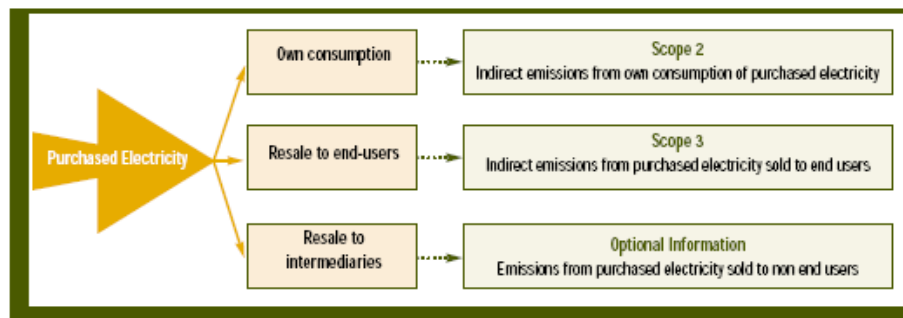 Purchased Electricity
Own consumption
Scope 2
Indirect emissions from own consumption of purchased electricity
Resale to end-users
Scope 3
Indirect emissions from purchased electricity sold to end users
Resale to
intermediaries
Optional Information
Emissions from purchased electricity sold to non end users